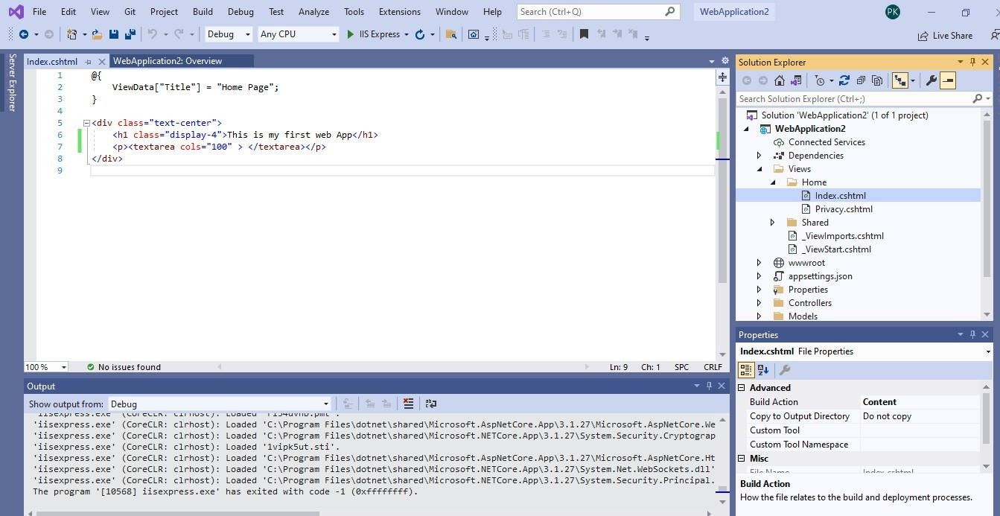 File Edit View Git Project Build Debug Test Analyze Tools Extensions Window Help Search (Ctrl+Q) WebApplication2 PK
Debug Any CPU IIS Express Live Share
Server Explorer
Index.cshtml WebApplication2: Overview
1 @{
2 ViewData["Title"] = "Home Page";
3 }
4
5 <div class="text-center">
6 <h1 class="display-4">This is my first web App</h1>
7 <p><textarea cols="100" > </textarea></p>
8 </div>
9
100 % No issues found Ln: 9 Ch: 1 SPC CRLF
Output
Show output from: Debug
'iisexpress.exe' (CoreCLR: clrhost): Loaded
'iisexpress.exe' (CoreCLR: clrhost): Loaded 'C:\Program Files\dotnet\shared\Microsoft.AspNetCore.App\3.1.27\Microsoft.AspNetCore.We
'iisexpress.exe' (CoreCLR: clrhost): Loaded 'C:\Program Files\dotnet\shared\Microsoft.NETCore.App\3.1.27\System.Security.Cryptograp
'iisexpress.exe' (CoreCLR: clrhost): Loaded '1vipk5ut.sti'.
'iisexpress.exe' (CoreCLR: clrhost): Loaded 'C:\Program Files\dotnet\shared\Microsoft.AspNetCore.App\3.1.27\Microsoft.AspNetCore.Ht
'iisexpress.exe' (CoreCLR: clrhost): Loaded 'C:\Program Files\dotnet\shared\Microsoft.NETCore.App\3.1.27\System.Net.WebSockets.dll'
'iisexpress.exe' (CoreCLR: clrhost): Loaded 'C:\Program Files\dotnet\shared\Microsoft.NETCore.App\3.1.27\System.Security.Principal.
The program '[10568] iisexpress.exe' has exited with code -1 (0xffffffff).
Solution Explorer
Search Solution Explorer (Ctrl+;)
Solution 'WebApplication2' (1 of 1 project)
WebApplication2
Connected Services
Dependencies
Views
Home
Index.cshtml
Privacy.cshtml
Shared
_ViewImports.cshtml
_ViewStart.cshtml
wwwroot
appsettings.json
Properties
Controllers
Models
Properties
Index.cshtml File Properties
Advanced
Build Action Content
Copy to Output Directory Do not copy
Custom Tool
Custom Tool Namespace
Misc
File Name Index.cshtml
Build Action
How the file relates to the build and deployment processes.